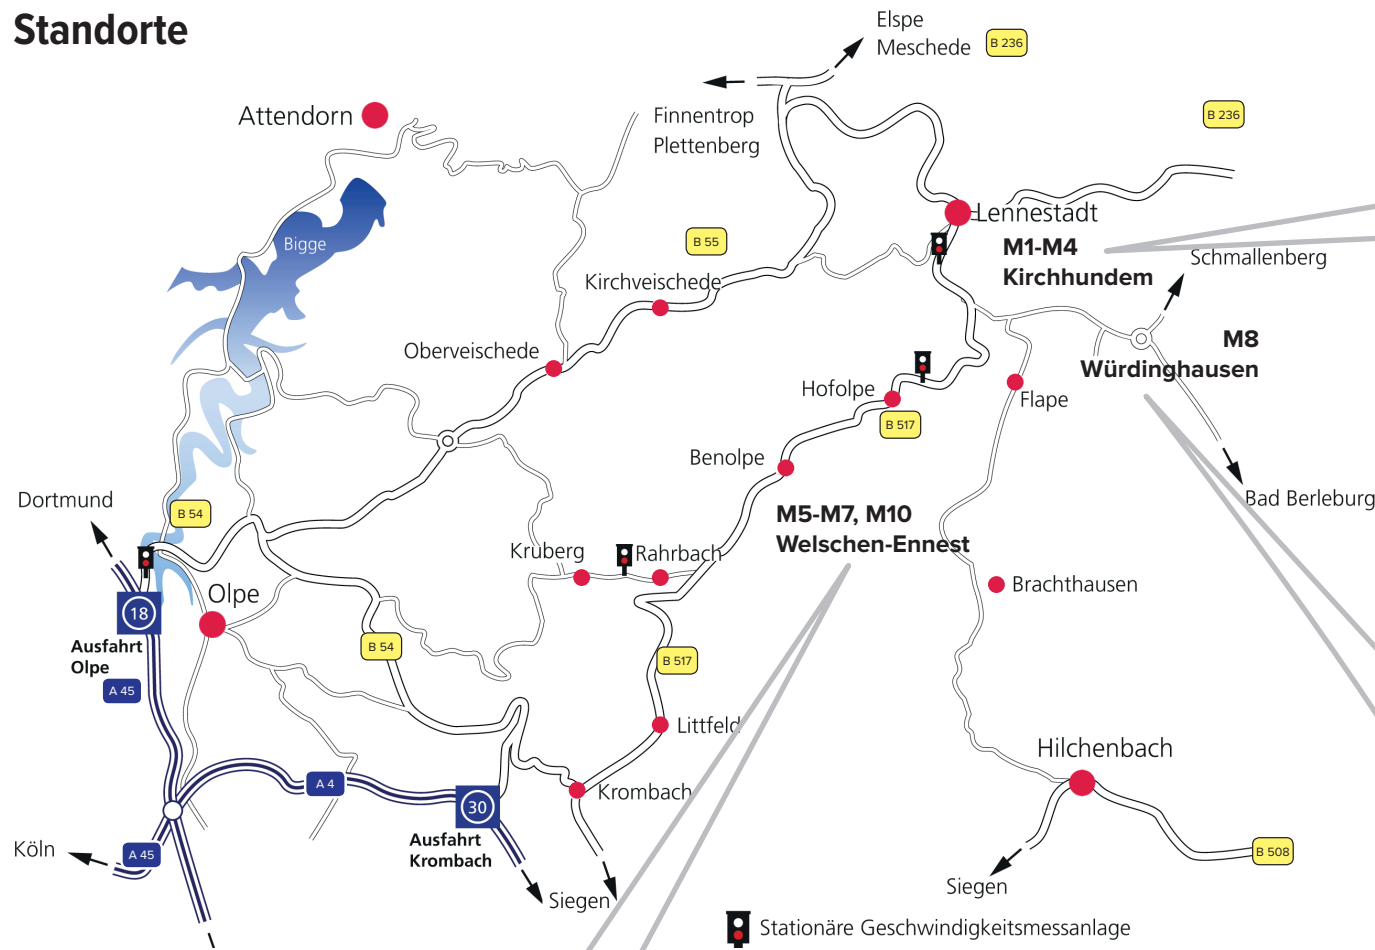 Standorte
Elspe
Meschede
B 236
Attendorn
Finnentrop
Plettenberg
B 236
Lennestadt
Bigge
B 55
M1-M4
Kirchhundem
Schmallenberg
Kirchveischede
Oberveischede
M8
Würdinghausen
Hofolpe
Flape
B 517
Benolpe
Dortmund
B 54
Bad Berleburg
M5-M7, M10
Welschen-Ennest
Kruberg
Rahrbach
Brachthausen
Olpe
18
Ausfahrt
Olpe
A 45
B 54
B 517
Littfeld
Hilchenbach
A 4
30
Krombach
Ausfahrt
Krombach
Köln
A 45
B 508
Siegen
Siegen
Stationäre Geschwindigkeitsmessanlage